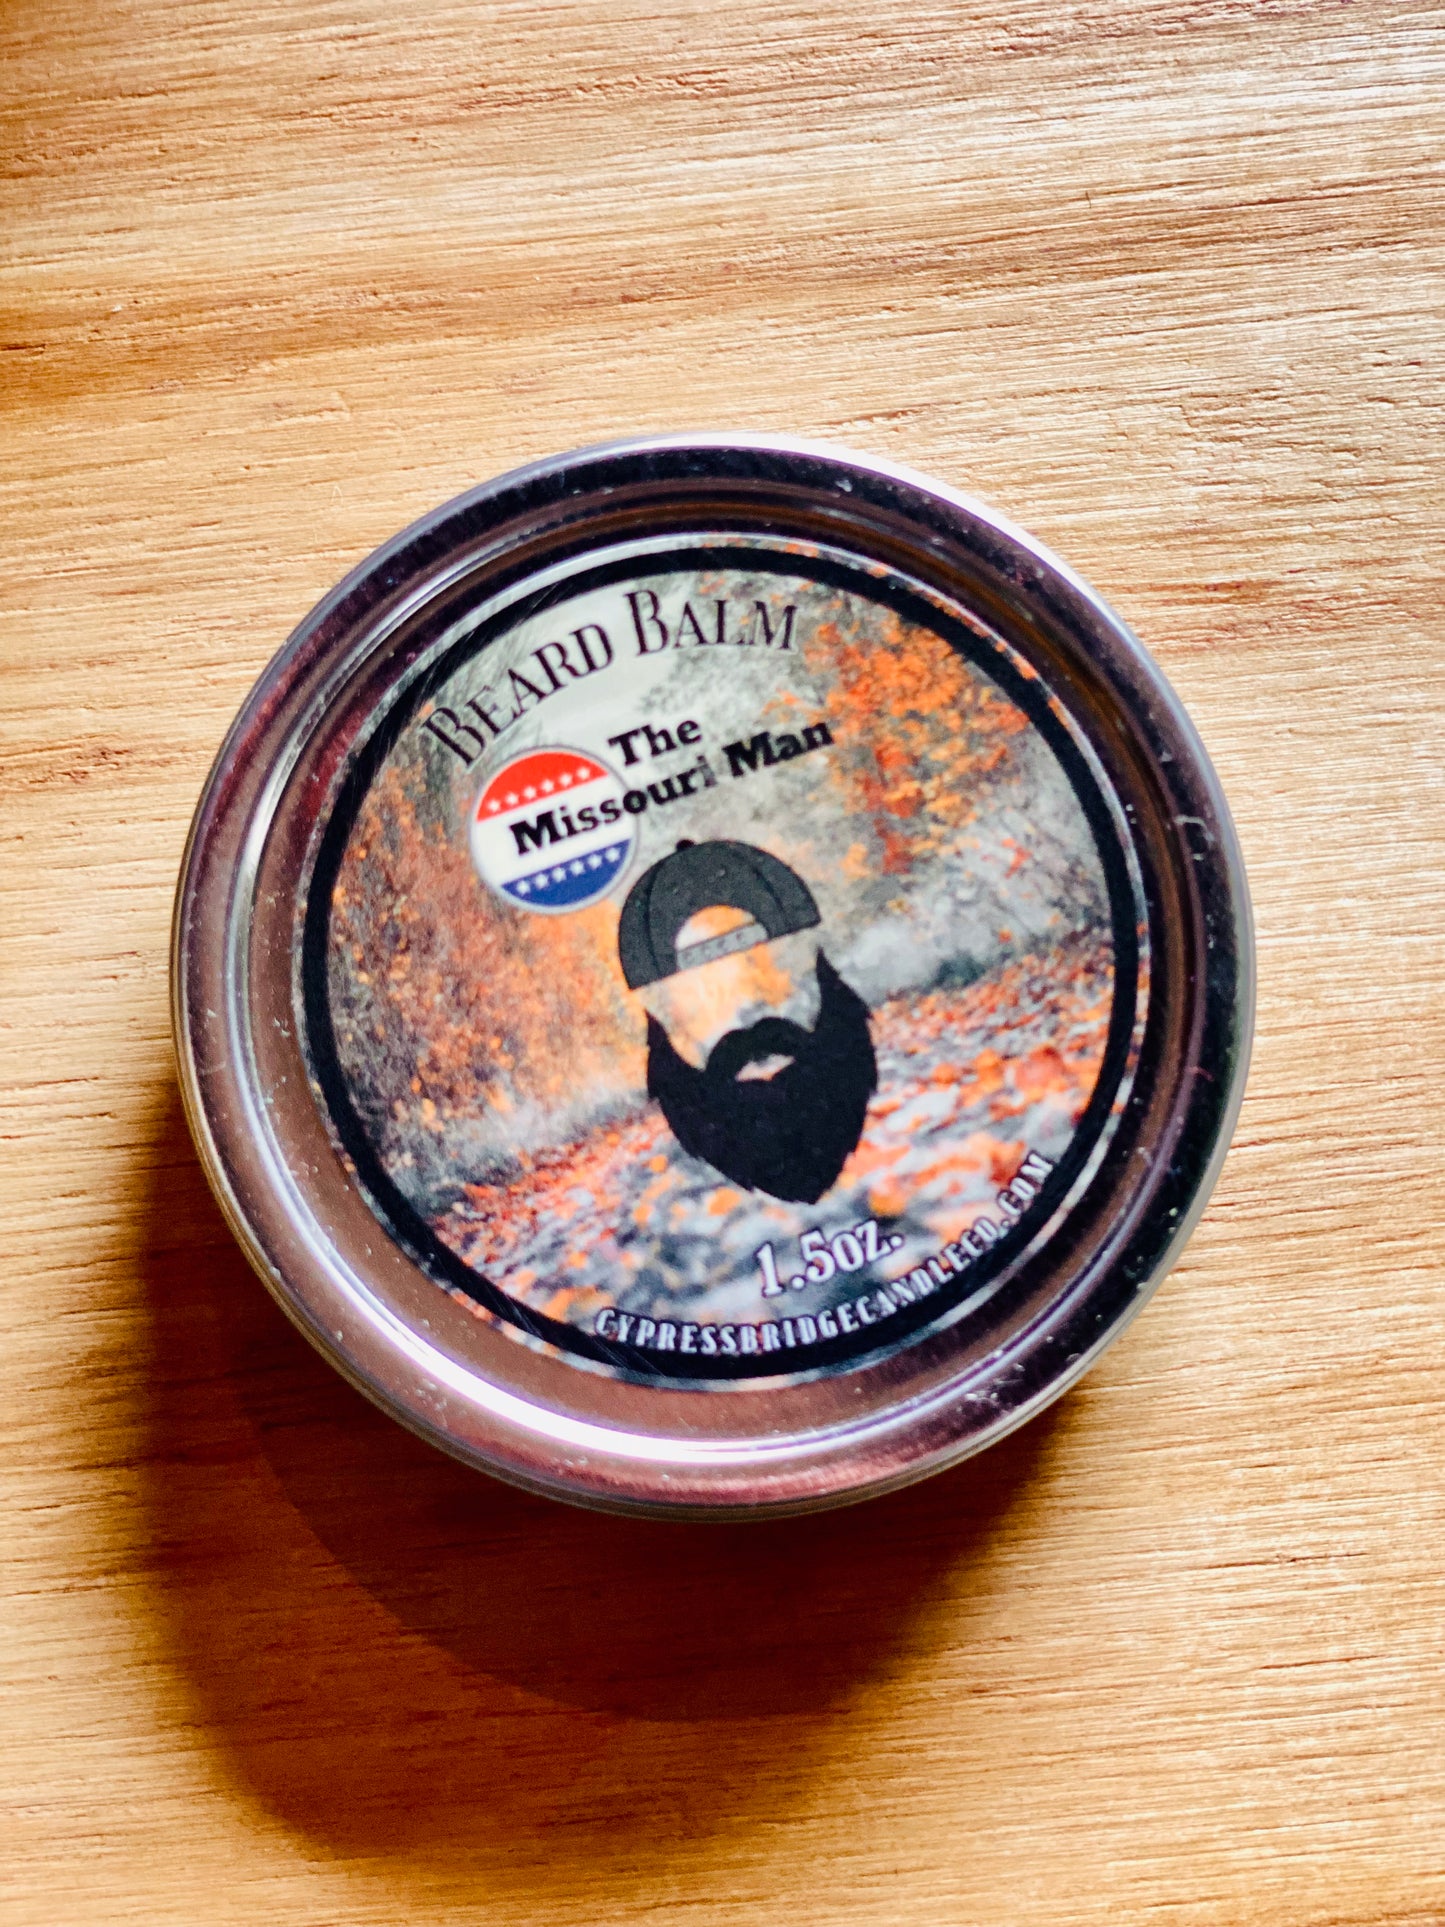 BEARD BALM
The
Missouri Man
1.5oz.
CYPRESSBRIDGECANDLECO.COM